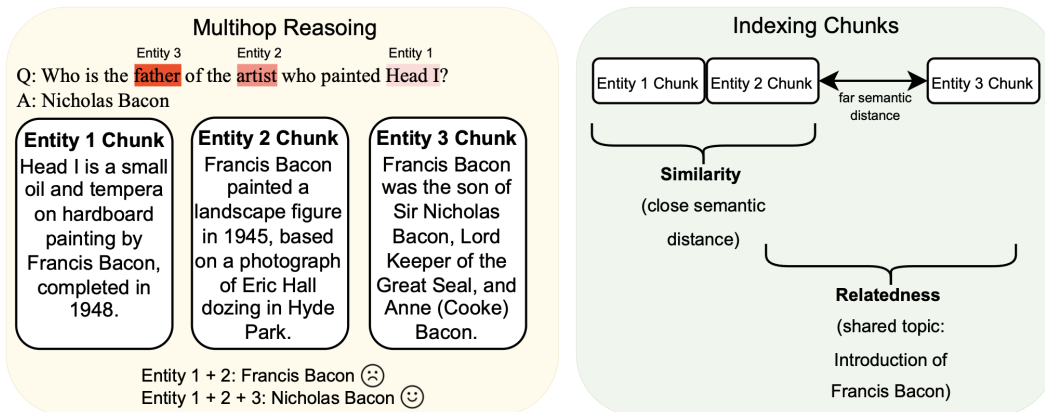 Multihop Reasoing
Entity 3 Entity 2 Entity 1
Q: Who is the father of the artist who painted Head I?
A: Nicholas Bacon
Entity 1 Chunk
Head I is a small
oil and tempera
on hardboard
painting by
Francis Bacon,
completed in
1948.
Entity 2 Chunk
Francis Bacon
painted a
landscape figure
in 1945, based
on a photograph
of Eric Hall
dozing in Hyde
Park.
Entity 3 Chunk
Francis Bacon
was the son of
Sir Nicholas
Bacon, Lord
Keeper of the
Great Seal, and
Anne (Cooke)
Bacon.
Entity 1 + 2: Francis Bacon
Entity 1 + 2 + 3: Nicholas Bacon
Indexing Chunks
Entity 1 Chunk Entity 2 Chunk Entity 3 Chunk
far semantic
distance
Similarity
(close semantic
distance)
Relatedness
(shared topic:
Introduction of
Francis Bacon)